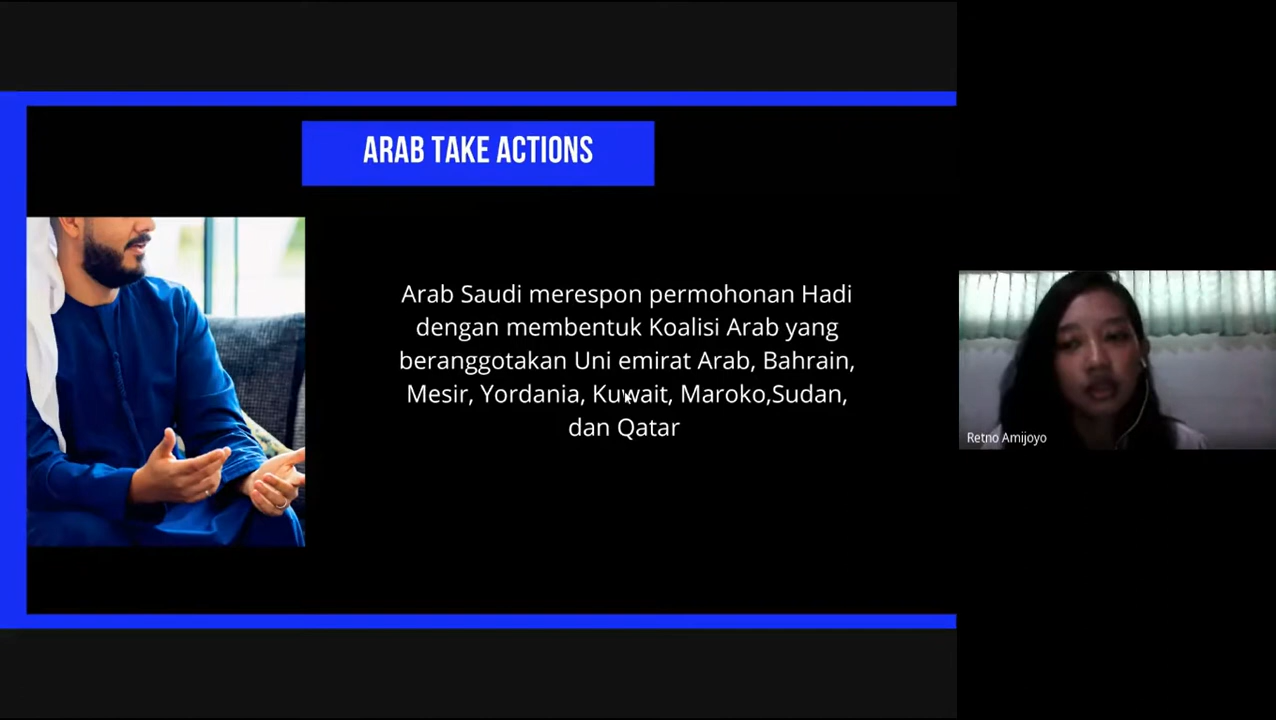 ARAB TAKE ACTIONS
Arab Saudi merespon permohonan Hadi
dengan membentuk Koalisi Arab yang
beranggotakan Uni emirat Arab, Bahrain,
Mesir, Yordania, Kuwait, Maroko,Sudan,
dan Qatar
Retno Amijoyo